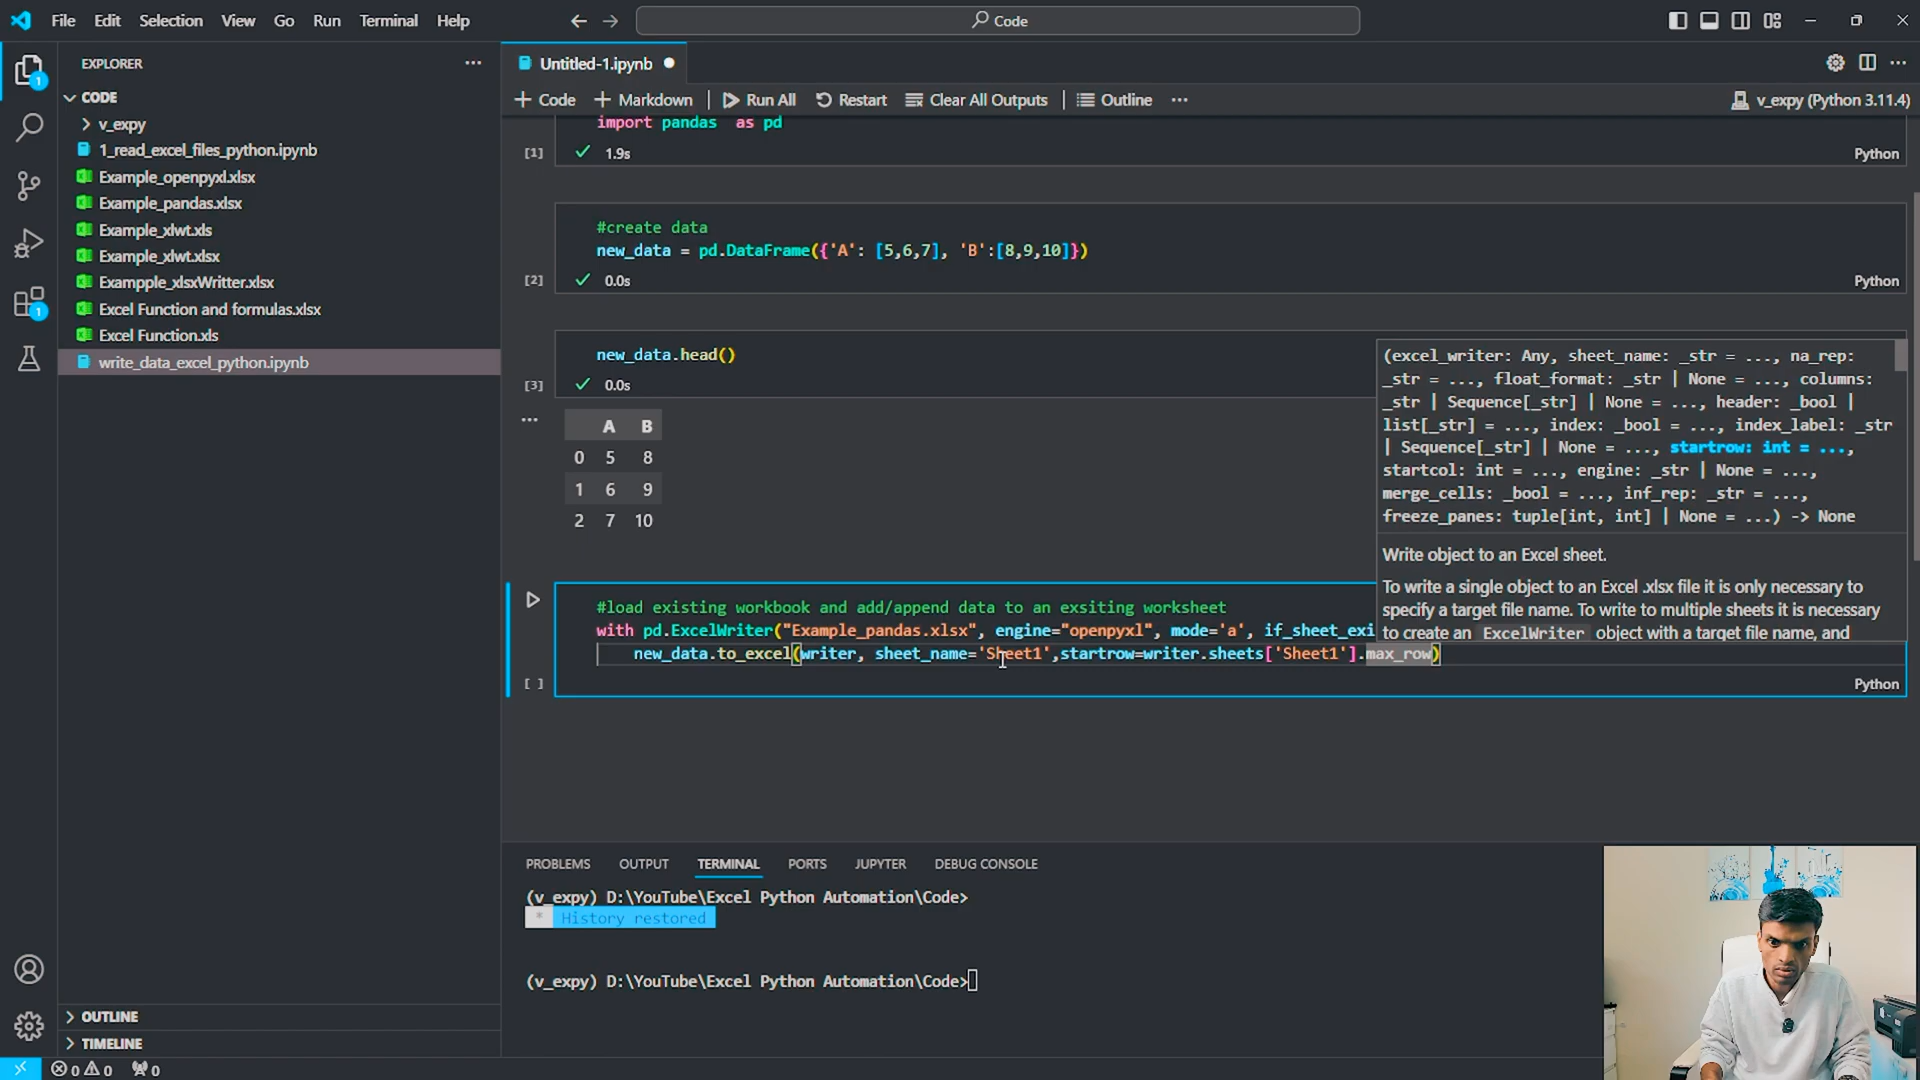 File Edit Selection View Go Run Terminal Help
Code
EXPLORER
CODE
v_expy
1_read_excel_files_python.ipynb
Example_openpyxl.xlsx
Example_pandas.xlsx
Example_xlwt.xls
Example_xlwt.xlsx
Exampple_xlsxWritter.xlsx
Excel Function and formulas.xlsx
Excel Function.xls
write_data_excel_python.ipynb
OUTLINE
TIMELINE
1
1
Untitled-1.ipynb
+ Code + Markdown Run All Restart Clear All Outputs Outline ...
v_expy (Python 3.11.4)
import pandas as pd
[1] 1.9s Python
#create data
new_data = pd.DataFrame({'A': [5,6,7], 'B':[8,9,10]})
[2] 0.0s Python
new_data.head()
[3] 0.0s
A B
0 5 8
1 6 9
2 7 10
(excel_writer: Any, sheet_name: _str = ..., na_rep:
_str = ..., float_format: _str | None = ..., columns:
_str | Sequence[_str] | None = ..., header: _bool |
list[_str] = ..., index: _bool = ..., index_label: _str
| Sequence[_str] | None = ..., startrow: int = ...,
startcol: int = ..., engine: _str | None = ...,
merge_cells: _bool = ..., inf_rep: _str = ...,
freeze_panes: tuple[int, int] | None = ...) -> None
Write object to an Excel sheet.
To write a single object to an Excel .xlsx file it is only necessary to
specify a target file name. To write to multiple sheets it is necessary
to create an ExcelWriter object with a target file name, and
#load existing workbook and add/append data to an exsiting worksheet
with pd.ExcelWriter("Example_pandas.xlsx", engine="openpyxl", mode='a', if_sheet_exi
new_data.to_excel(writer, sheet_name='Sheet1',startrow=writer.sheets['Sheet1'].max_row)
[ ] Python
PROBLEMS OUTPUT TERMINAL PORTS JUPYTER DEBUG CONSOLE
(v_expy) D:\YouTube\Excel Python Automation\Code>
* History restored
(v_expy) D:\YouTube\Excel Python Automation\Code>
0 0 0